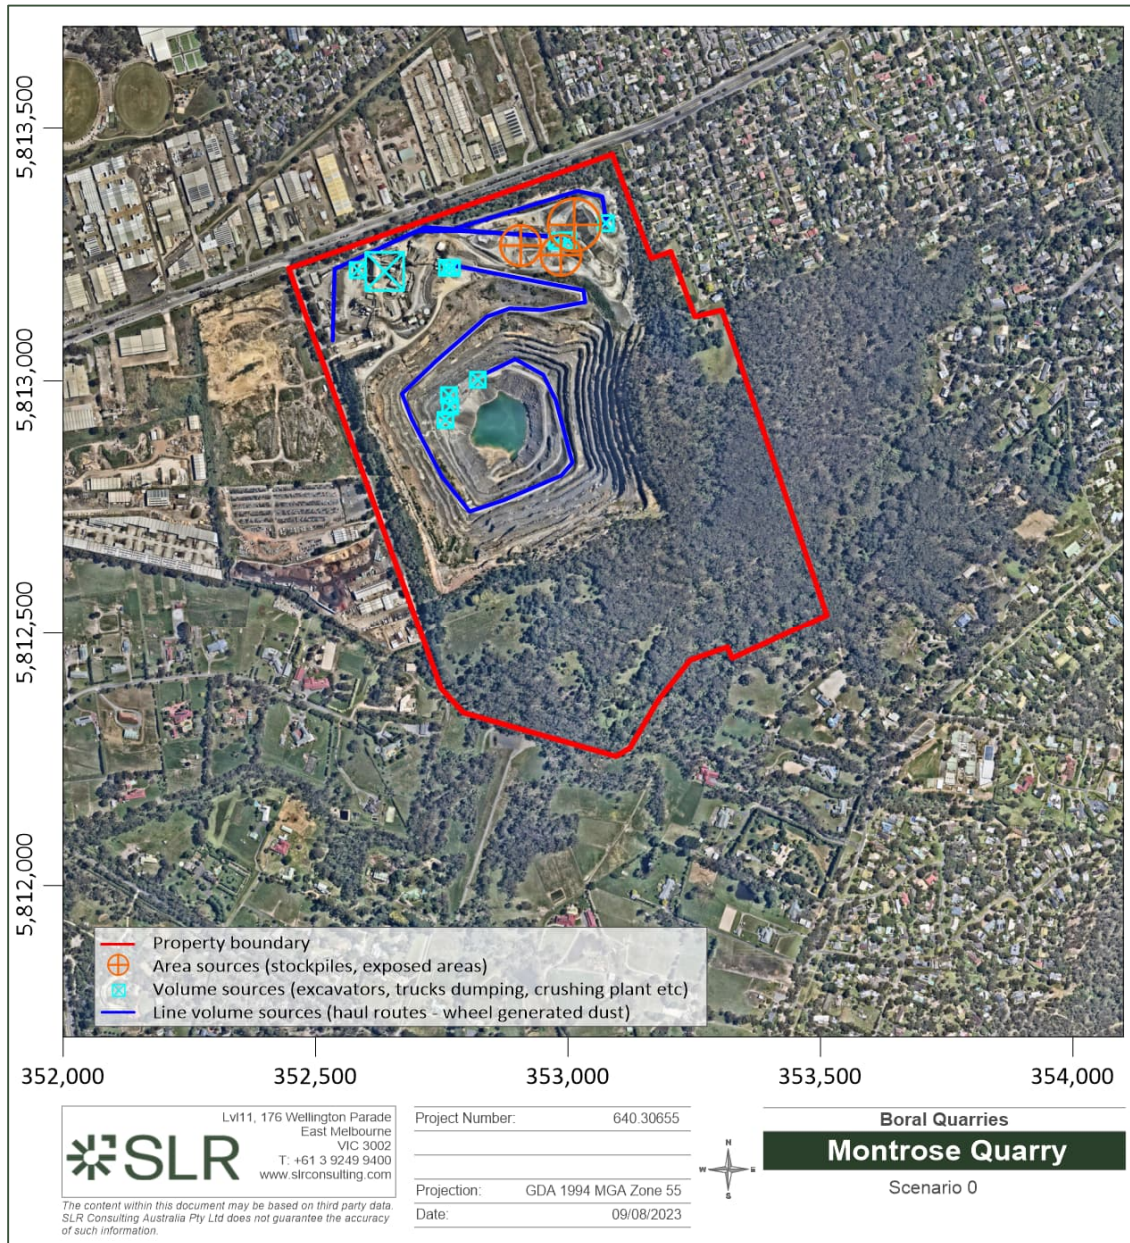 5,813,500
5,813,000
5,812,500
5,812,000
Property boundary
Area sources (stockpiles, exposed areas)
Volume sources (excavators, trucks dumping, crushing plant etc)
Line volume sources (haul routes - wheel generated dust)
352,000
352,500
353,000
353,500
354,000
SLR
Lvl11, 176 Wellington Parade
East Melbourne
VIC 3002
T: +61 3 9249 9400
www.slrconsulting.com
The content within this document may be based on third party data.
SLR Consulting Australia Pty Ltd does not guarantee the accuracy
of such information.
Project Number: 640.30655
Projection: GDA 1994 MGA Zone 55
Date: 09/08/2023
N
W E
S
Boral Quarries
Montrose Quarry
Scenario 0